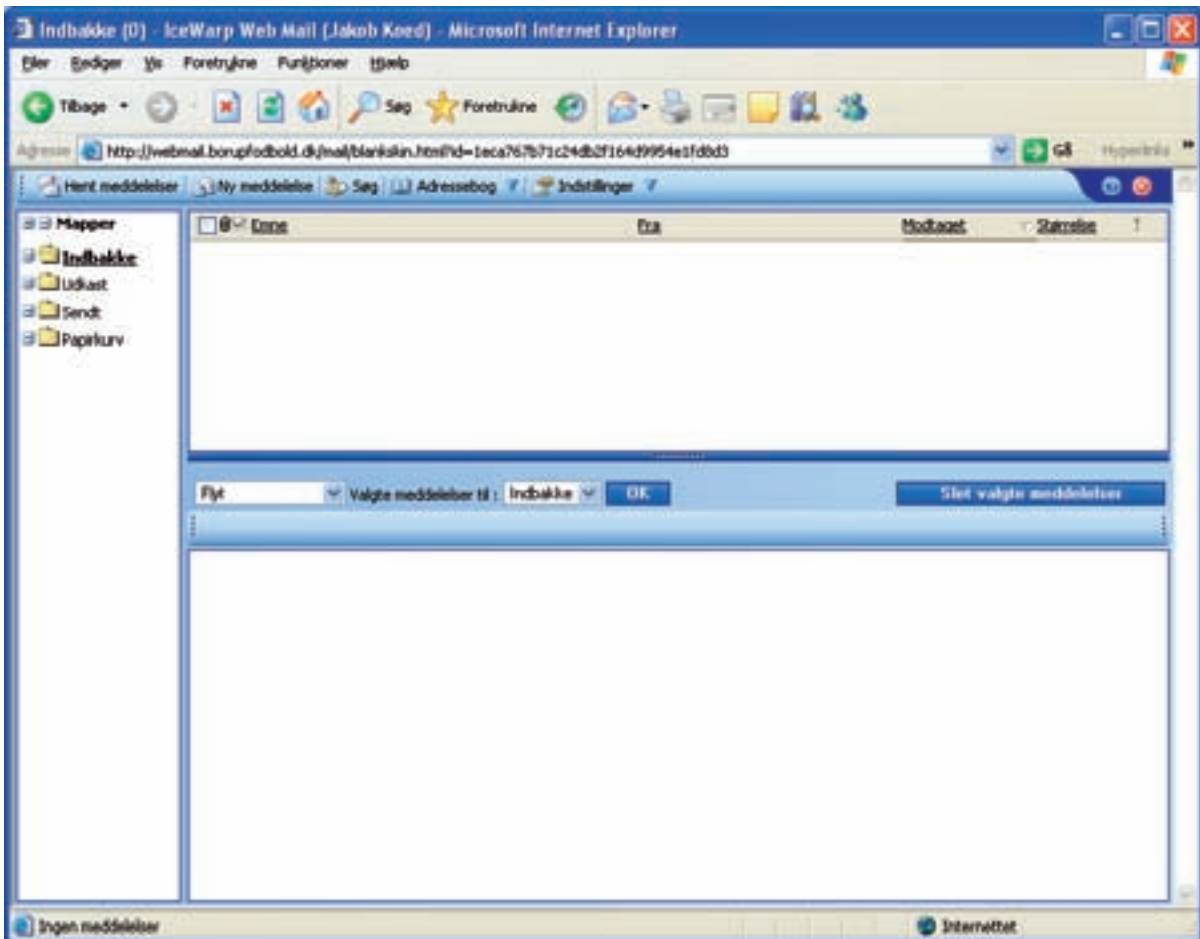 Indbakke (0) - IceWarp Web Mail (Jakob Koed) - Microsoft Internet Explorer
Filer Rediger Vis Foretrukne Funktioner Hjælp
Tilbage Søg Foretrukne
Adresse http://webmail.borupfodbold.dk/mail/blankskin.html?id=1eca767b71c24db2f164d9954e1fd8d3 Gå Hyperlinks »
Hent meddelelser Ny meddelelse Søg Adressebog Indstillinger
Mapper Emne Fra Modtaget Størrelse !
Indbakke
Udkast
Sendt
Papirkurv
Flyt Valgte meddelelser til : Indbakke OK Slet valgte meddelelser
Ingen meddelelser Internettet